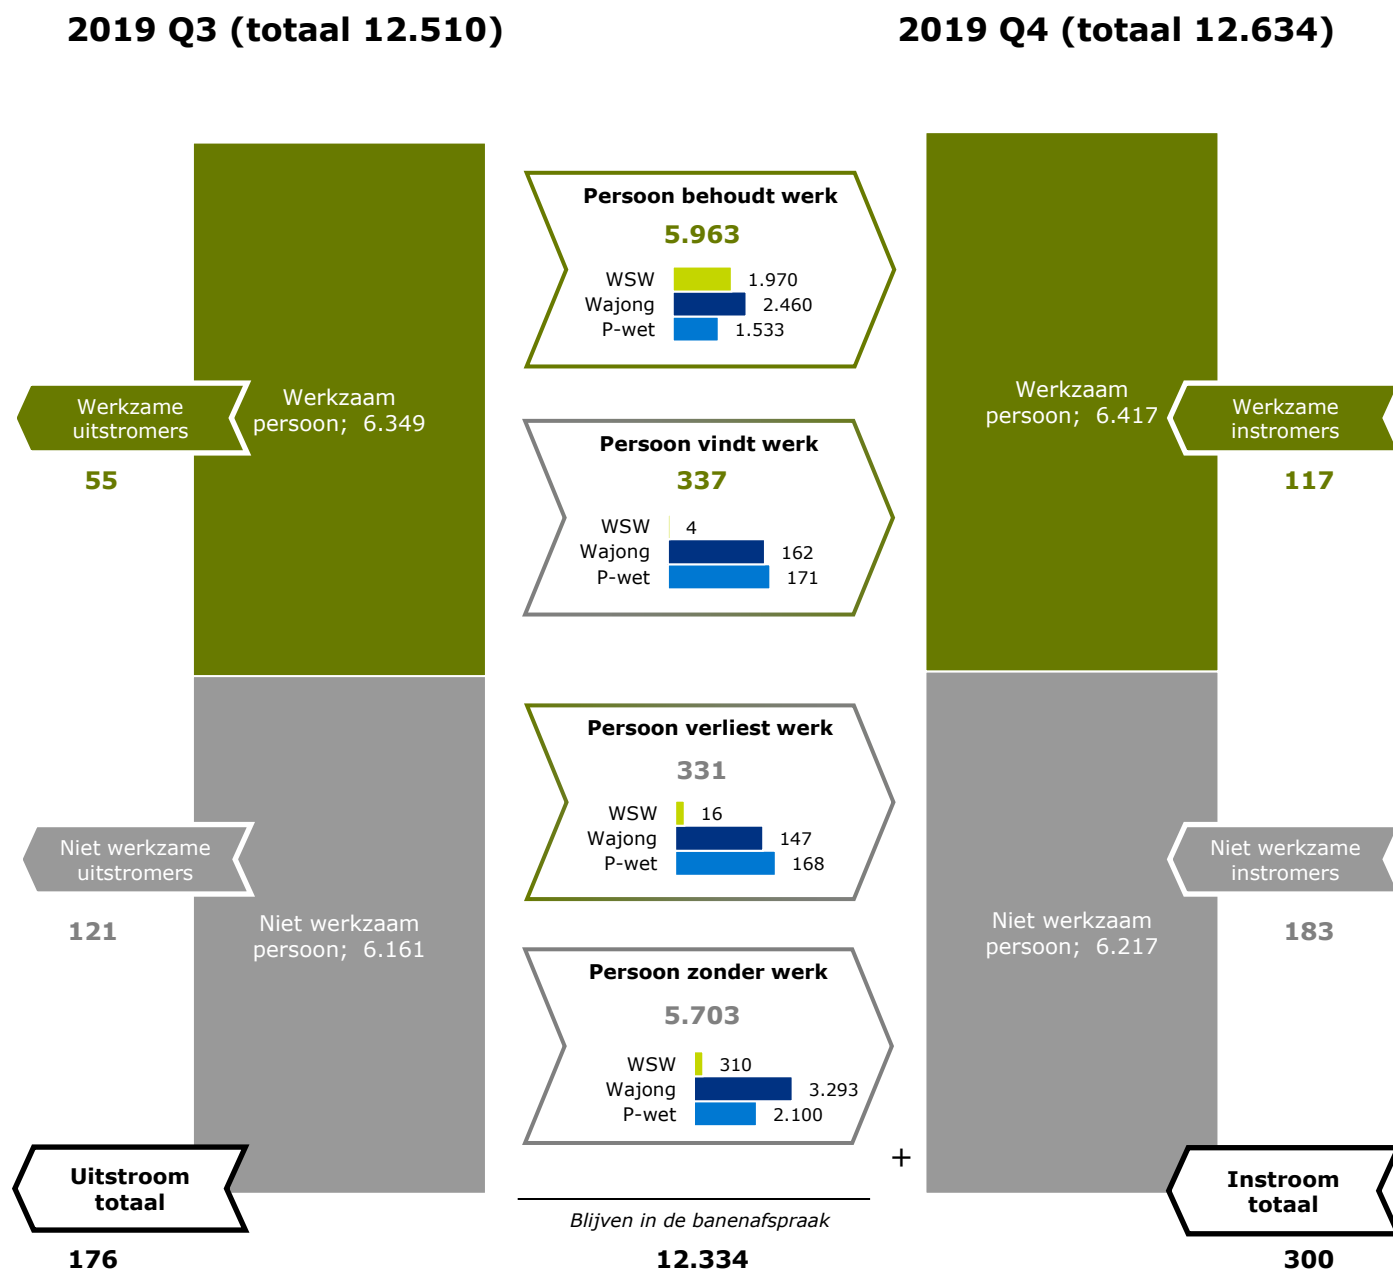 2019 Q3 (totaal 12.510)
2019 Q4 (totaal 12.634)
Werkzaam
persoon; 6.349
Werkzame
uitstromers
55
Niet werkzaam
persoon; 6.161
Niet werkzame
uitstromers
121
Uitstroom
totaal
176
Persoon behoudt werk
5.963
WSW 1.970
Wajong 2.460
P-wet 1.533
Persoon vindt werk
337
WSW 4
Wajong 162
P-wet 171
Persoon verliest werk
331
WSW 16
Wajong 147
P-wet 168
Persoon zonder werk
5.703
WSW 310
Wajong 3.293
P-wet 2.100
+
Blijven in de banenafspraak
12.334
Werkzaam
persoon; 6.417
Werkzame
instromers
117
Niet werkzaam
persoon; 6.217
Niet werkzame
instromers
183
Instroom
totaal
300